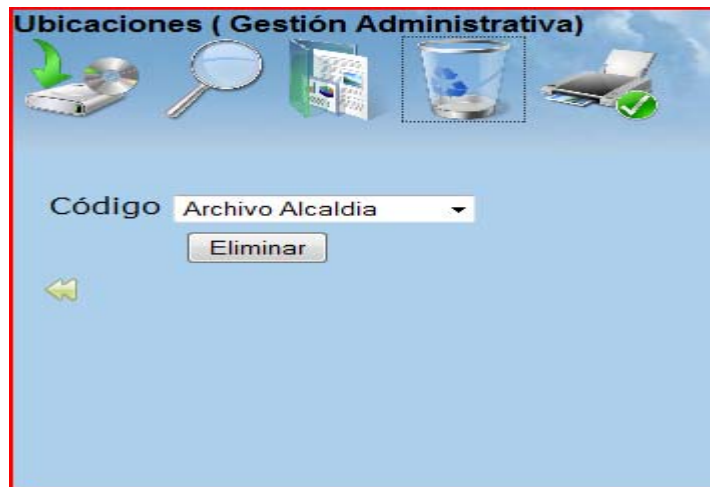 Ubicaciones ( Gestión Administrativa)
Código Archivo Alcaldia
Eliminar